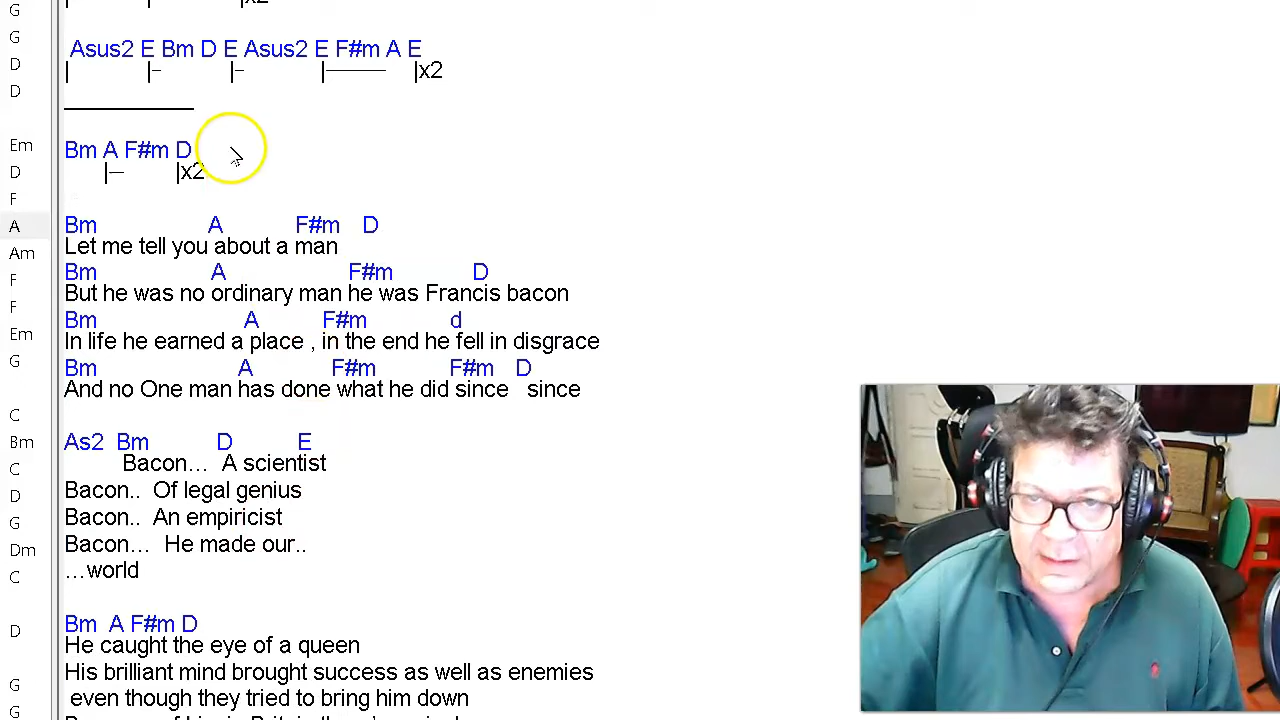 |x2
Asus2 E Bm D E Asus2 E F#m A E
| |- |- |——— |x2
Bm A F#m D
|– |x2
Bm A F#m D
Let me tell you about a man
Bm A F#m D
But he was no ordinary man he was Francis bacon
Bm A F#m d
In life he earned a place , in the end he fell in disgrace
Bm A F#m F#m D
And no One man has done what he did since since
As2 Bm D E
Bacon... A scientist
Bacon.. Of legal genius
Bacon.. An empiricist
Bacon... He made our..
...world
Bm A F#m D
He caught the eye of a queen
His brilliant mind brought success as well as enemies
even though they tried to bring him down
G
G
D
D
Em
D
F
A
Am
F
F
Em
G
C
Bm
C
D
G
Dm
C
D
G
G